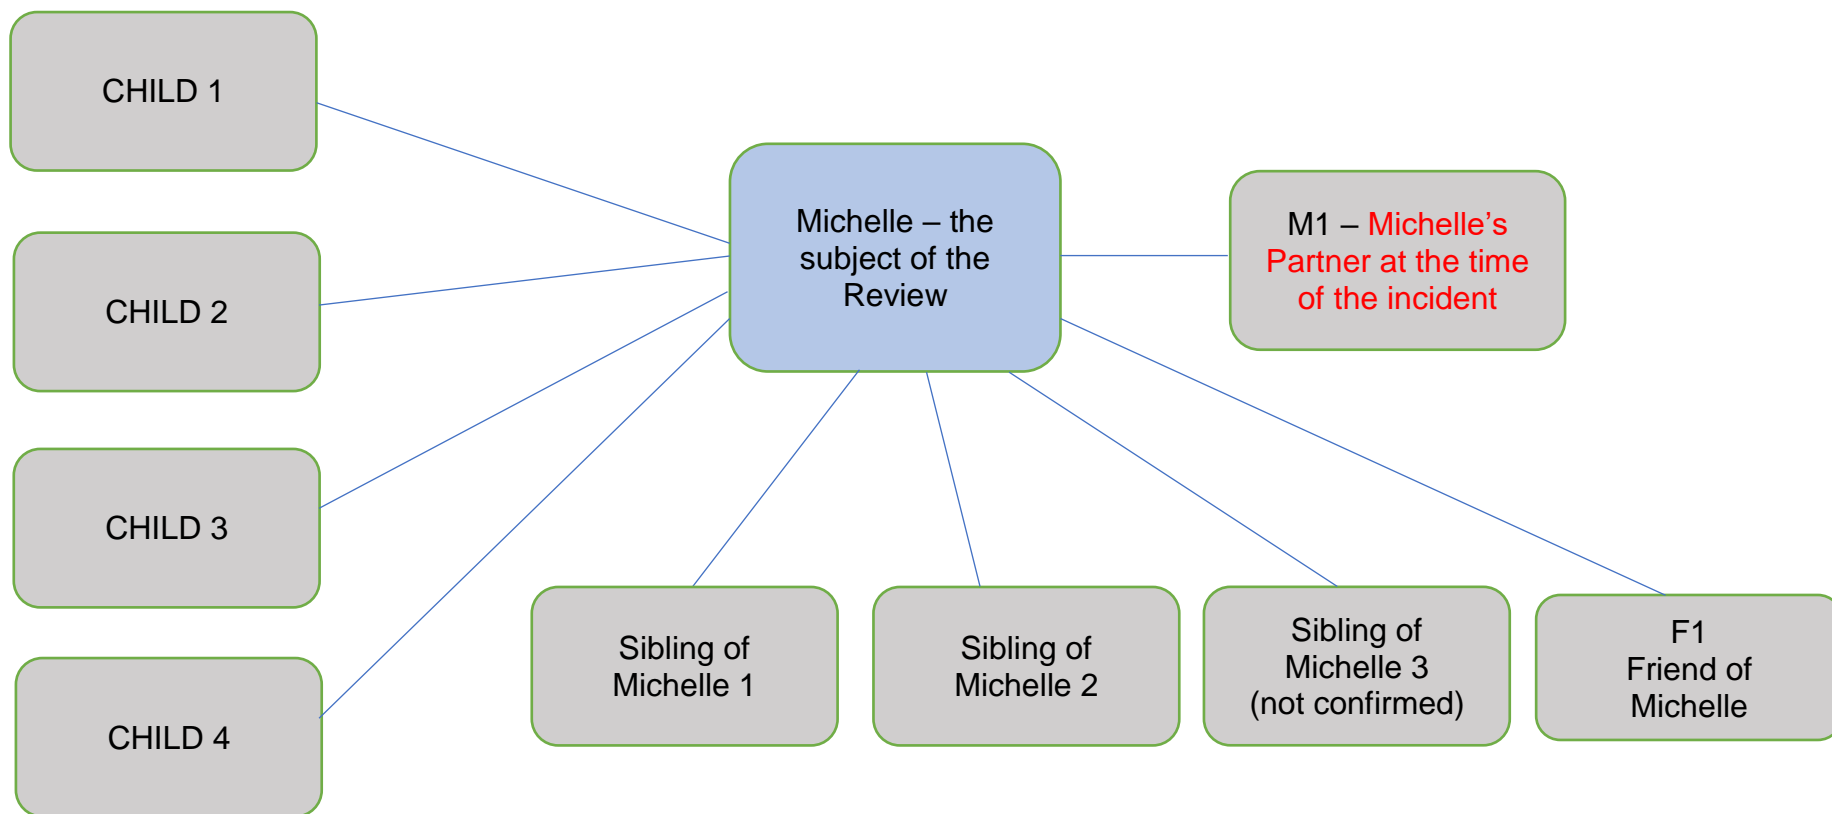 CHILD 1
CHILD 2
CHILD 3
CHILD 4
Michelle – the
subject of the
Review
M1 – Michelle’s
Partner at the time
of the incident
Sibling of
Michelle 1
Sibling of
Michelle 2
Sibling of
Michelle 3
(not confirmed)
F1
Friend of
Michelle